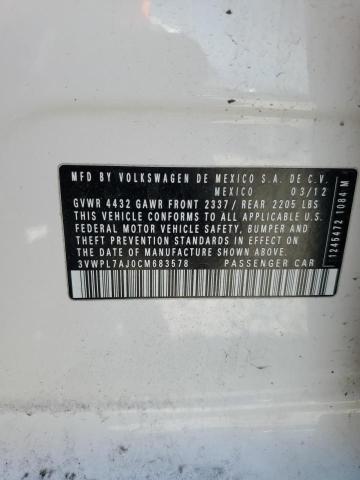 MFD BY VOLKSWAGEN DE MEXICO S.A. DE C.V.
MEXICO 03/12
GVWR 4432 GAWR FRONT 2337/ REAR 2205 LBS
THIS VEHICLE CONFORMS TO ALL APPLICABLE U.S.
FEDERAL MOTOR VEHICLE SAFETY, BUMPER AND
THEFT PREVENTION STANDARDS IN EFFECT
ON THE DATE OF MANUFACTURE SHOWN ABOVE.
3VWPL7AJ0CM683578 PASSENGER CAR
1246472 1084 M